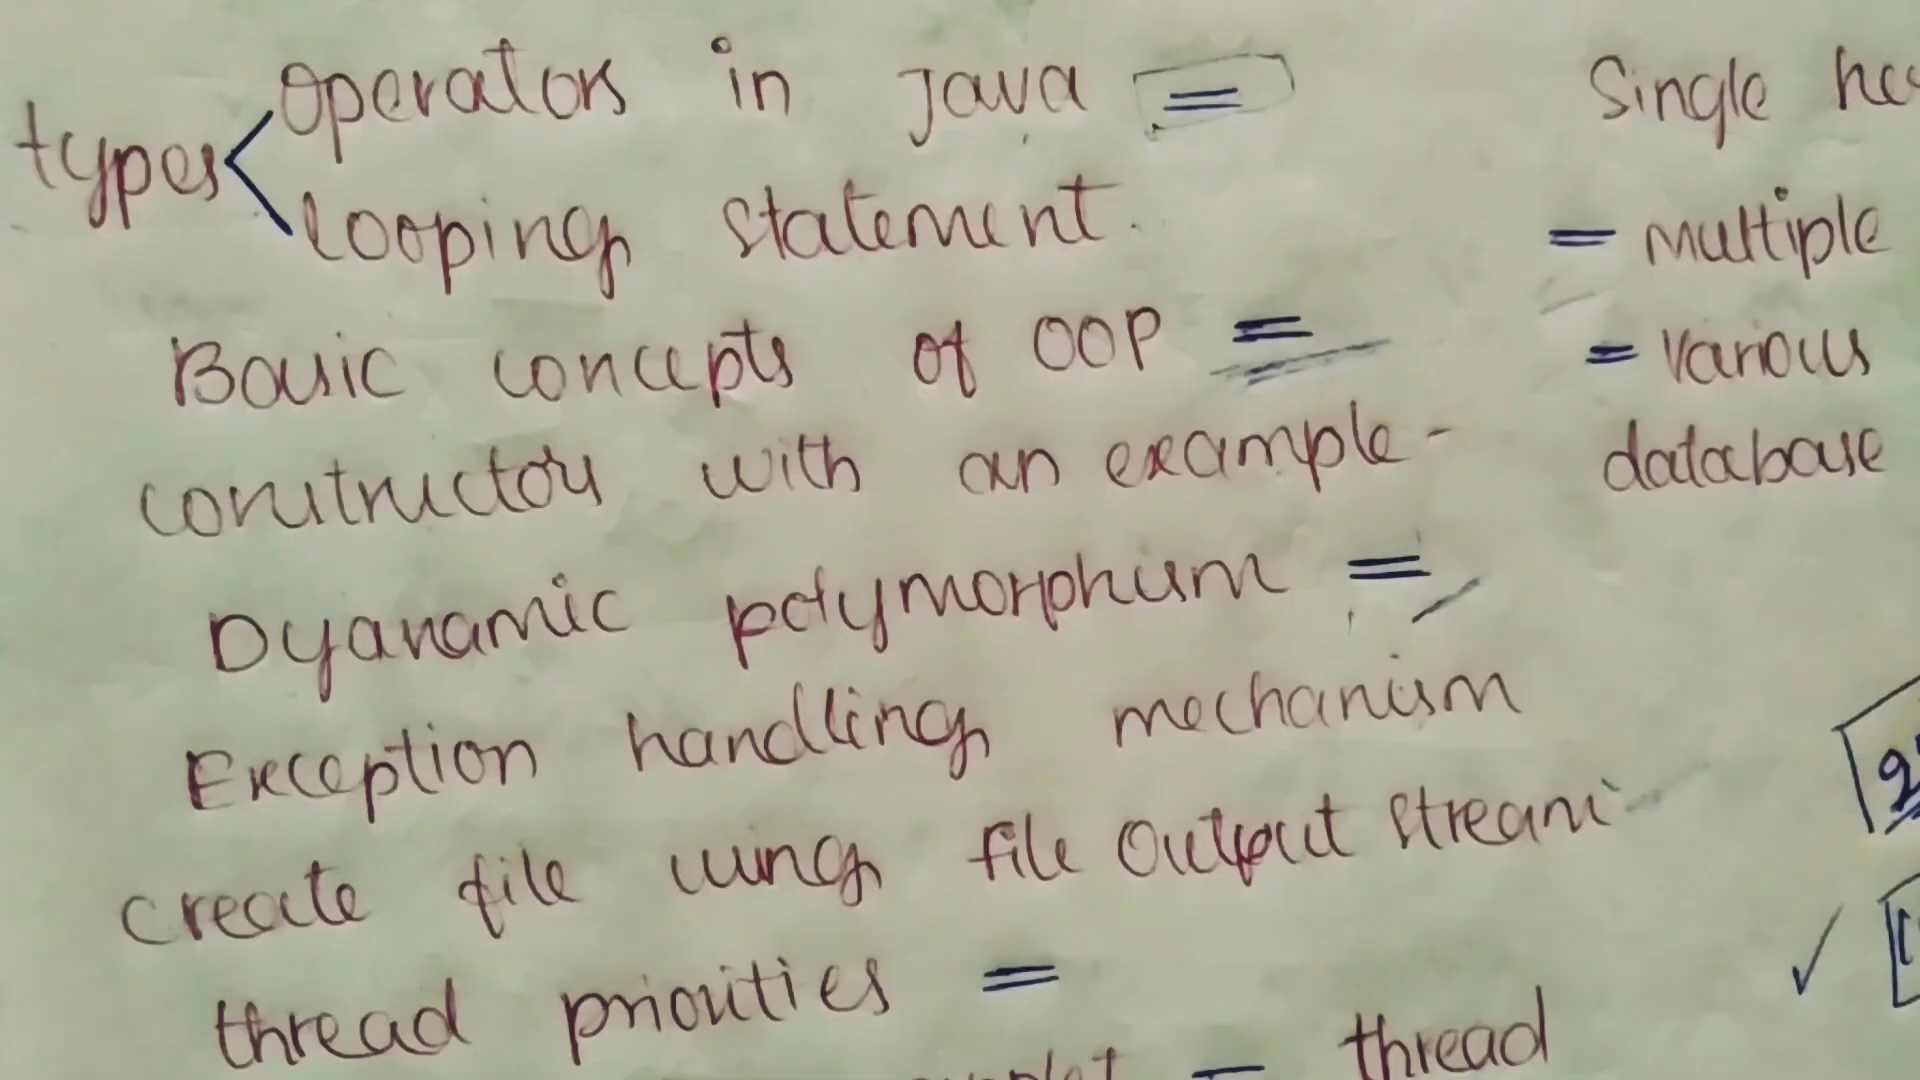 types < Operators in Java =
Looping statement.
Basic concepts of OOP =
constructor with an example -
Dyanamic polymorphism =
Exception handling mechanism
create file using file Output stream
thread priorities =
thread
Single
= multiple
= various
database